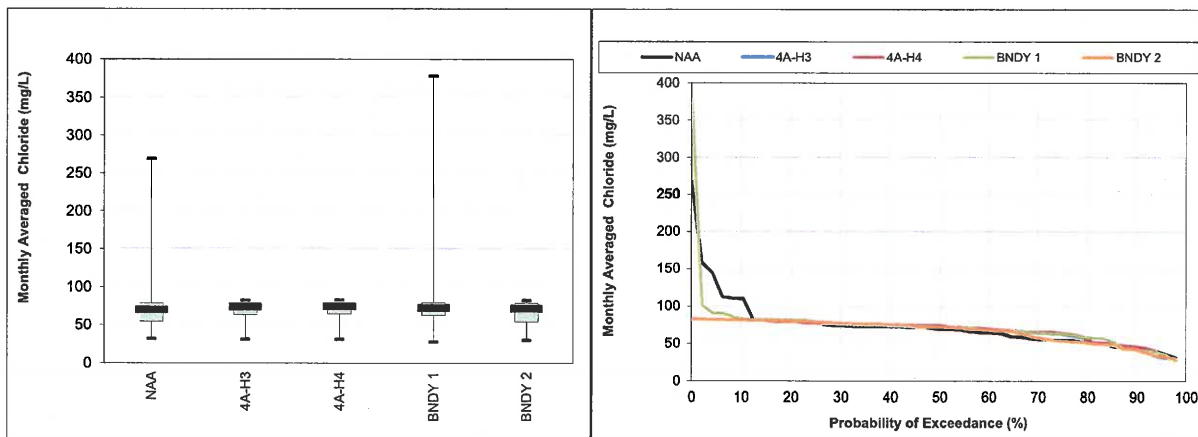 Monthly Averaged Chloride (mg/L)
400
350
300
250
200
150
100
50
0
NAA
4A-H3
4A-H4
BNDY 1
BNDY 2
NAA 4A-H3 4A-H4 BNDY 1 BNDY 2
Monthly Averaged Chloride (mg/L)
400
350
300
250
200
150
100
50
0
0 10 20 30 40 50 60 70 80 90 100
Probability of Exceedance (%)